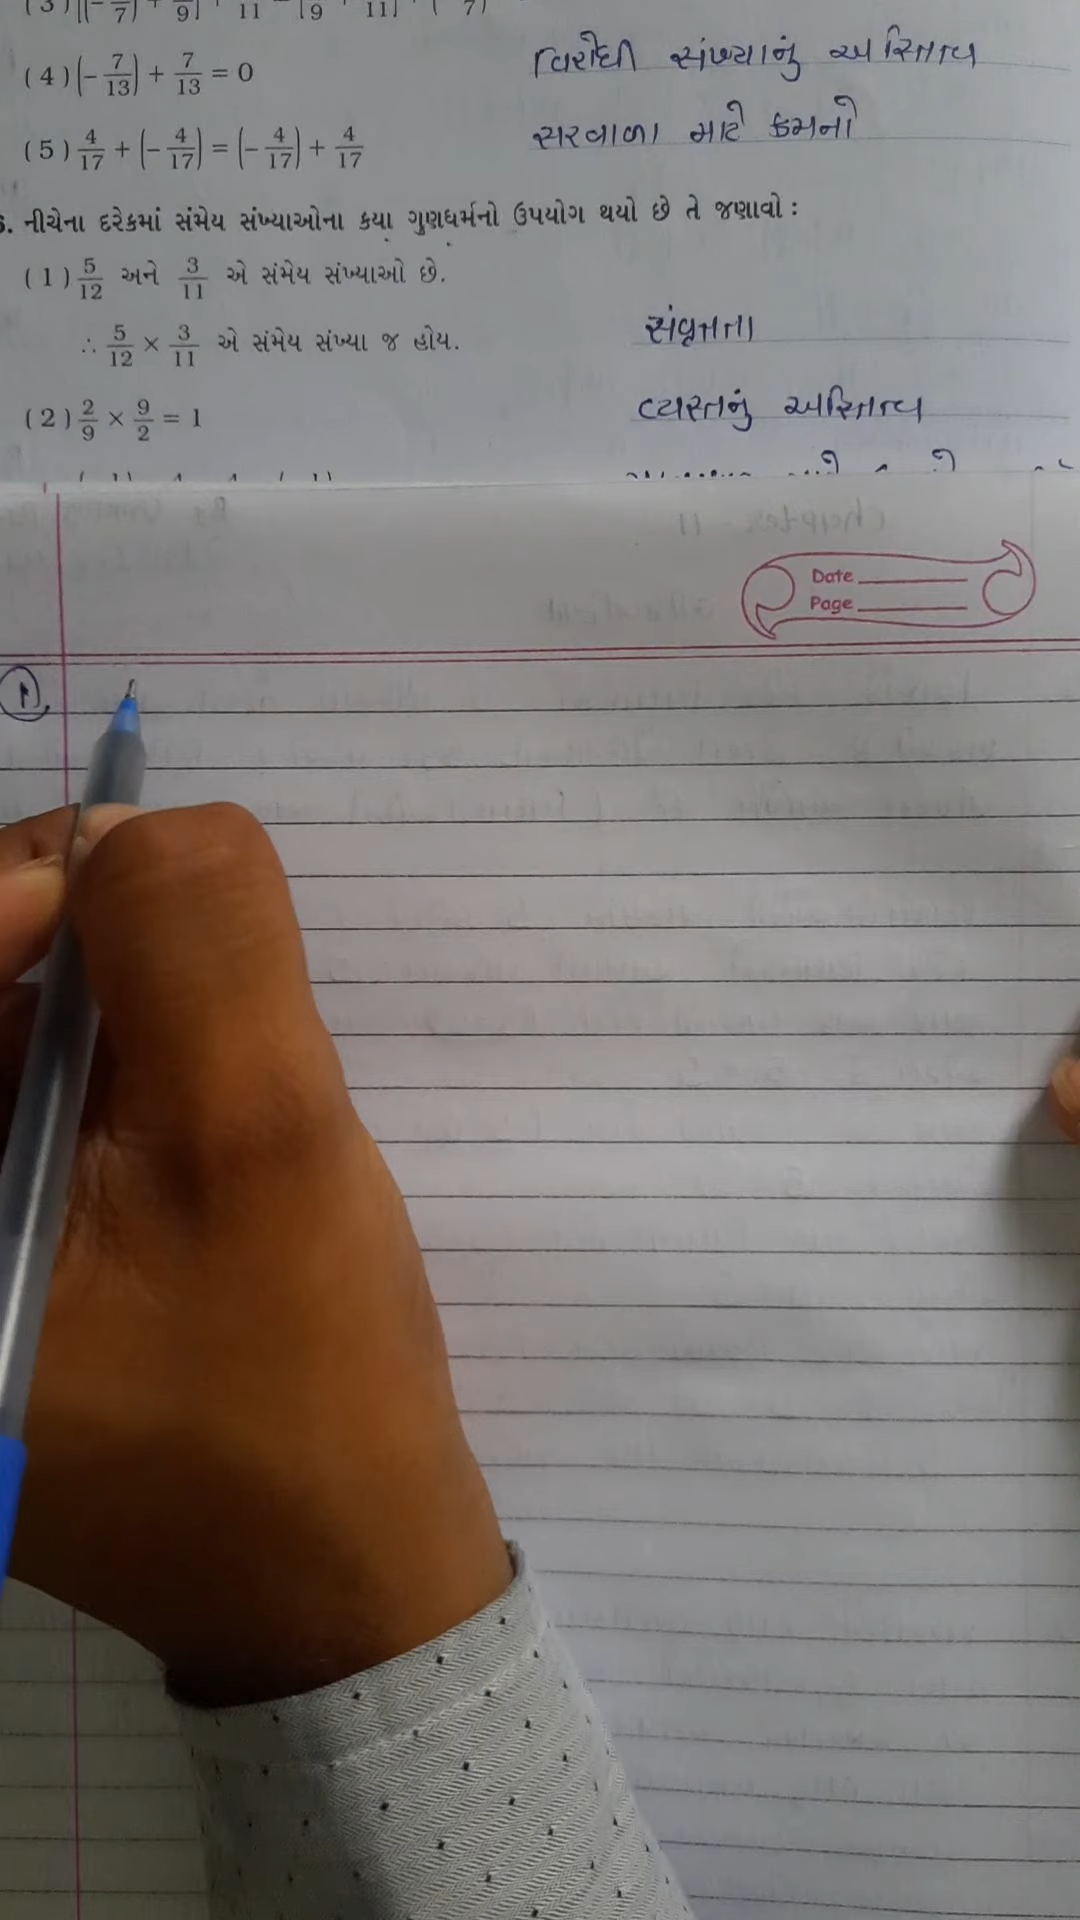 (4) (-7/13) + 7/13 = 0 વિરોધી સંખ્યાનું અસ્તિત્વ
(5) 4/17 + (-4/17) = (-4/17) + 4/17 સરવાળા માટે ક્રમનો
6. નીચેના દરેકમાં સંમેય સંખ્યાઓના કયા ગુણધર્મનો ઉપયોગ થયો છે તે જણાવો :
(1) 5/12 અને 3/11 એ સંમેય સંખ્યાઓ છે.
∴ 5/12 × 3/11 એ સંમેય સંખ્યા જ હોય. સંવૃત્તતા
(2) 2/9 × 9/2 = 1 વ્યસ્તનું અસ્તિત્વ
Date
Page
1